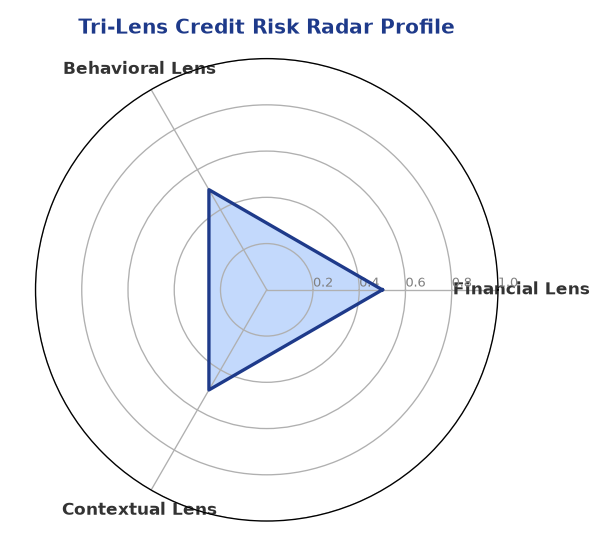 Tri-Lens Credit Risk Radar Profile
Behavioral Lens
0.2 0.4 0.6 0.8 1.0
Financial Lens
Contextual Lens